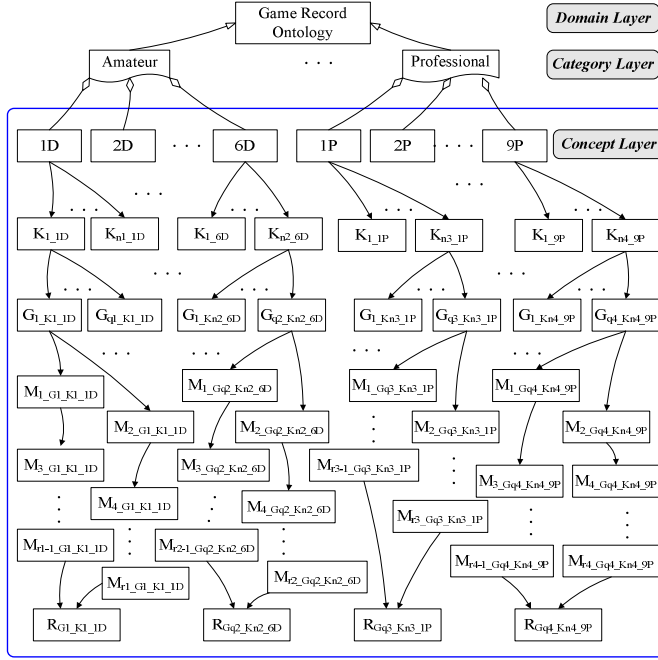 Game Record
Ontology
Domain Layer
Amateur
. . .
Professional
Category Layer
1D
2D
. . .
6D
1P
2P
. . . .
9P
Concept Layer
. . .
. . .
. . .
. . .
. . .
. . .
K1_1D
Kn1_1D
K1_6D
Kn2_6D
K1_1P
Kn3_1P
K1_9P
Kn4_9P
. . .
. . .
. . .
. . .
. . .
. . .
G1_K1_1D
Gq1_K1_1D
G1_Kn2_6D
Gq2_Kn2_6D
G1_Kn3_1P
Gq3_Kn3_1P
G1_Kn4_9P
Gq4_Kn4_9P
. . .
. . .
. . .
. . .
M1_G1_K1_1D
M1_Gq2_Kn2_6D
M1_Gq3_Kn3_1P
M1_Gq4_Kn4_9P
M2_G1_K1_1D
M2_Gq2_Kn2_6D
M2_Gq3_Kn3_1P
M2_Gq4_Kn4_9P
M3_G1_K1_1D
M3_Gq2_Kn2_6D
Mr3-1_Gq3_Kn3_1P
M3_Gq4_Kn4_9P
M4_Gq4_Kn4_9P
M4_G1_K1_1D
M4_Gq2_Kn2_6D
Mr3_Gq3_Kn3_1P
Mr1-1_G1_K1_1D
Mr2-1_Gq2_Kn2_6D
Mr4-1_Gq4_Kn4_9P
Mr4_Gq4_Kn4_9P
Mr1_G1_K1_1D
Mr2_Gq2_Kn2_6D
RG1_K1_1D
RGq2_Kn2_6D
RGq3_Kn3_1P
RGq4_Kn4_9P